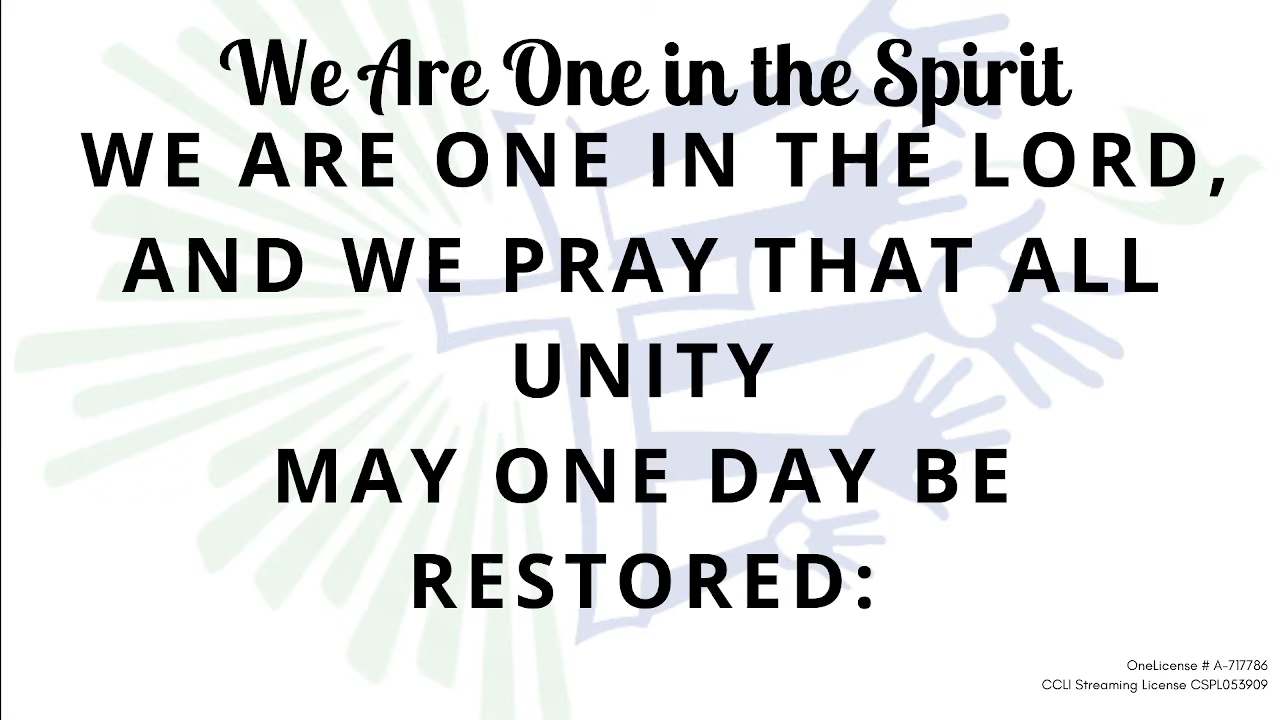 We Are One in the Spirit
WE ARE ONE IN THE LORD,
AND WE PRAY THAT ALL
UNITY
MAY ONE DAY BE
RESTORED:
OneLicense # A-717786
CCLI Streaming License CSPL053909